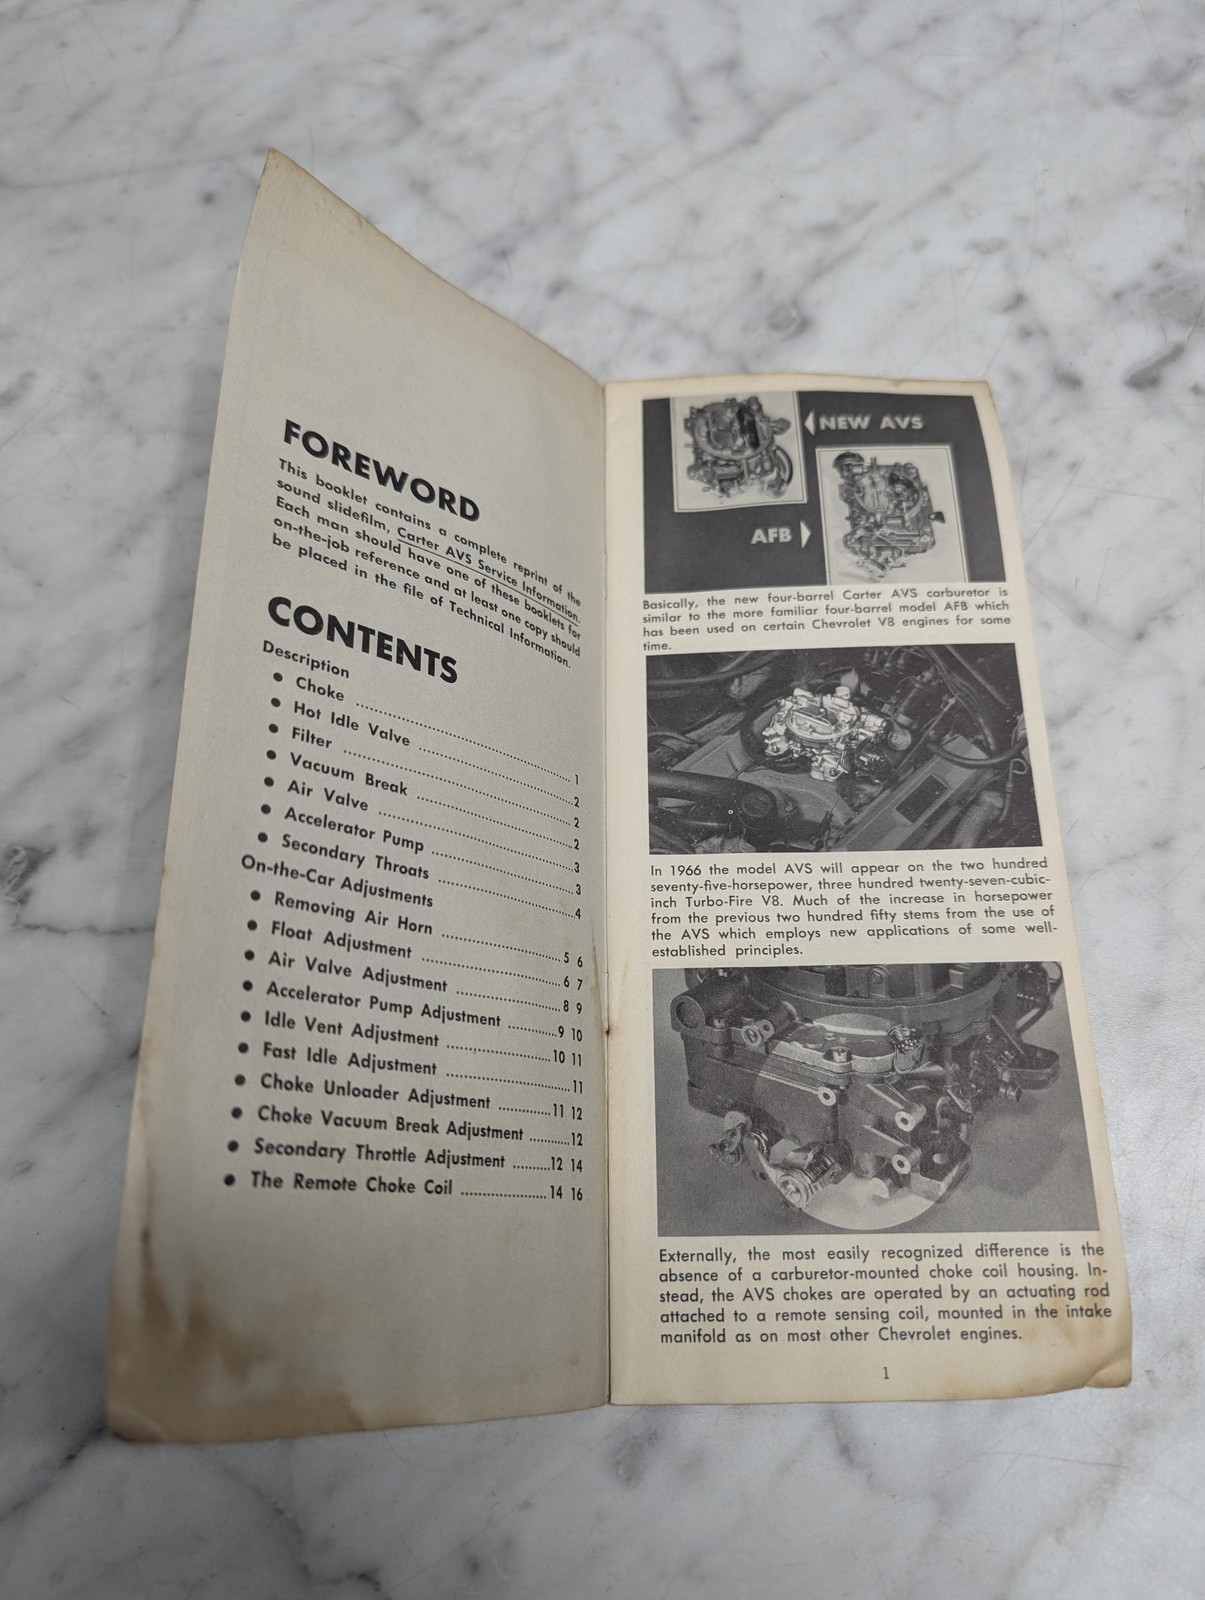 FOREWORD
This booklet contains a complete reprint of the
sound slidefilm, Carter AVS Service Information.
Each man should have one of these booklets for
on-the-job reference and at least one copy should
be placed in the file of Technical Information.
CONTENTS
Description
● Choke ........ 1
● Hot Idle Valve ........ 2
● Filter ........ 2
● Vacuum Break ........ 2
● Air Valve ........ 3
● Accelerator Pump ........ 3
● Secondary Throats ........ 4
On-the-Car Adjustments
● Removing Air Horn ........ 5 6
● Float Adjustment ........ 6 7
● Air Valve Adjustment ........ 8 9
● Accelerator Pump Adjustment ........ 9 10
● Idle Vent Adjustment ........ 10 11
● Fast Idle Adjustment ........ 11
● Choke Unloader Adjustment ........ 11 12
● Choke Vacuum Break Adjustment ........ 12
● Secondary Throttle Adjustment ........ 12 14
● The Remote Choke Coil ........ 14 16
NEW AVS
AFB
Basically, the new four-barrel Carter AVS carburetor is
similar to the more familiar four-barrel model AFB which
has been used on certain Chevrolet V8 engines for some
time.
In 1966 the model AVS will appear on the two hundred
seventy-five-horsepower, three hundred twenty-seven-cubic-
inch Turbo-Fire V8. Much of the increase in horsepower
from the previous two hundred fifty stems from the use of
the AVS which employs new applications of some well-
established principles.
Externally, the most easily recognized difference is the
absence of a carburetor-mounted choke coil housing. In-
stead, the AVS chokes are operated by an actuating rod
attached to a remote sensing coil, mounted in the intake
manifold as on most other Chevrolet engines.
1